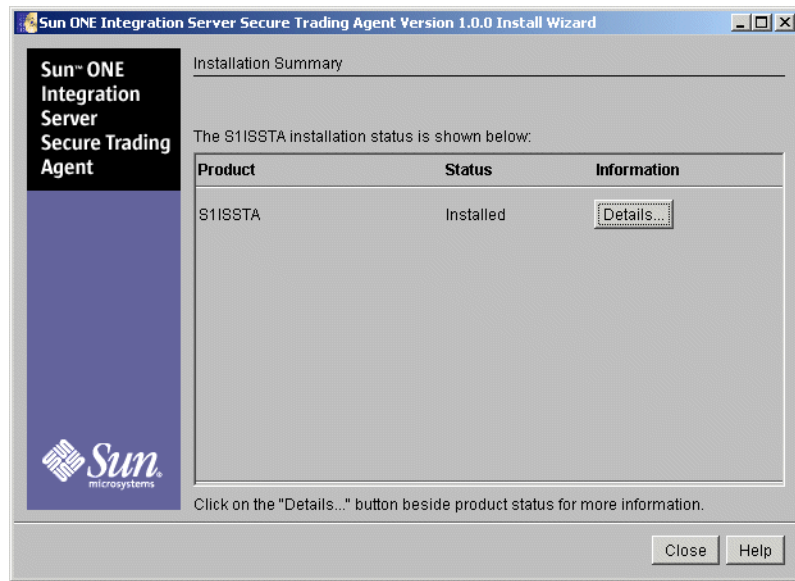 Sun ONE Integration Server Secure Trading Agent Version 1.0.0 Install Wizard
Sun™ ONE
Integration
Server
Secure Trading
Agent
Installation Summary
The S1ISSTA installation status is shown below:
Product Status Information
S1ISSTA Installed Details...
Sun.
microsystems
Click on the "Details..." button beside product status for more information.
Close Help